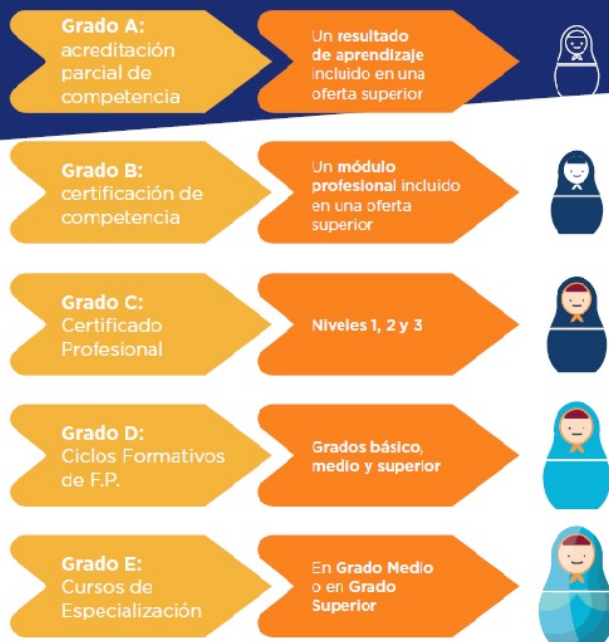 Grado A:
acreditación
parcial de
competencia
Un resultado
de aprendizaje
incluido en una
oferta superior
Grado B:
certificación de
competencia
Un módulo
profesional incluido
en una oferta
superior
Grado C:
Certificado
Profesional
Niveles 1, 2 y 3
Grado D:
Ciclos Formativos
de F.P.
Grados básico,
medio y superior
Grado E:
Cursos de
Especialización
En Grado Medio
o en Grado
Superior